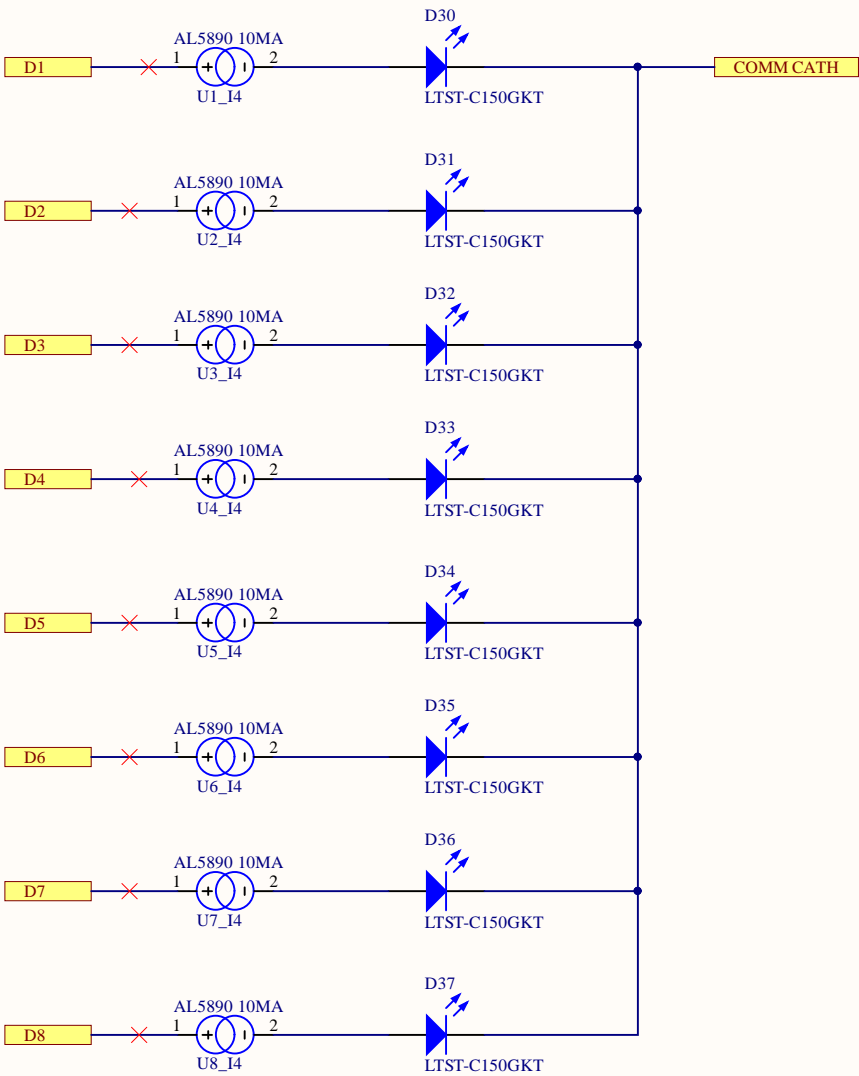 D30
AL5890 10MA
D1
1
+
2
COMM CATH
U1_I4
LTST-C150GKT
D31
AL5890 10MA
D2
1
+
2
U2_I4
LTST-C150GKT
D32
AL5890 10MA
D3
1
+
2
U3_I4
LTST-C150GKT
D33
AL5890 10MA
D4
1
+
2
U4_I4
LTST-C150GKT
D34
AL5890 10MA
D5
1
+
2
U5_I4
LTST-C150GKT
D35
AL5890 10MA
D6
1
+
2
U6_I4
LTST-C150GKT
D36
AL5890 10MA
D7
1
+
2
U7_I4
LTST-C150GKT
D37
AL5890 10MA
D8
1
+
2
U8_I4
LTST-C150GKT